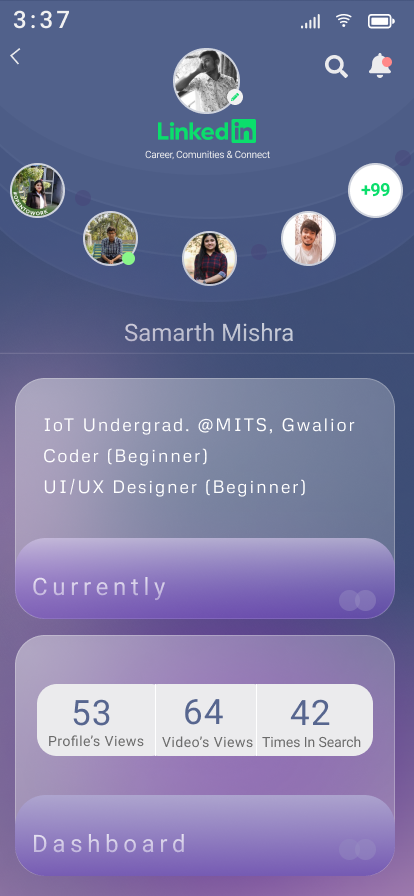 3:37
Linkedin
Career, Comunities & Connect
#OPENTOWORK
+99
Samarth Mishra
IoT Undergrad. @MITS, Gwalior
Coder (Beginner)
UI/UX Designer (Beginner)
Currently
53 64 42
Profile's Views Video's Views Times In Search
Dashboard